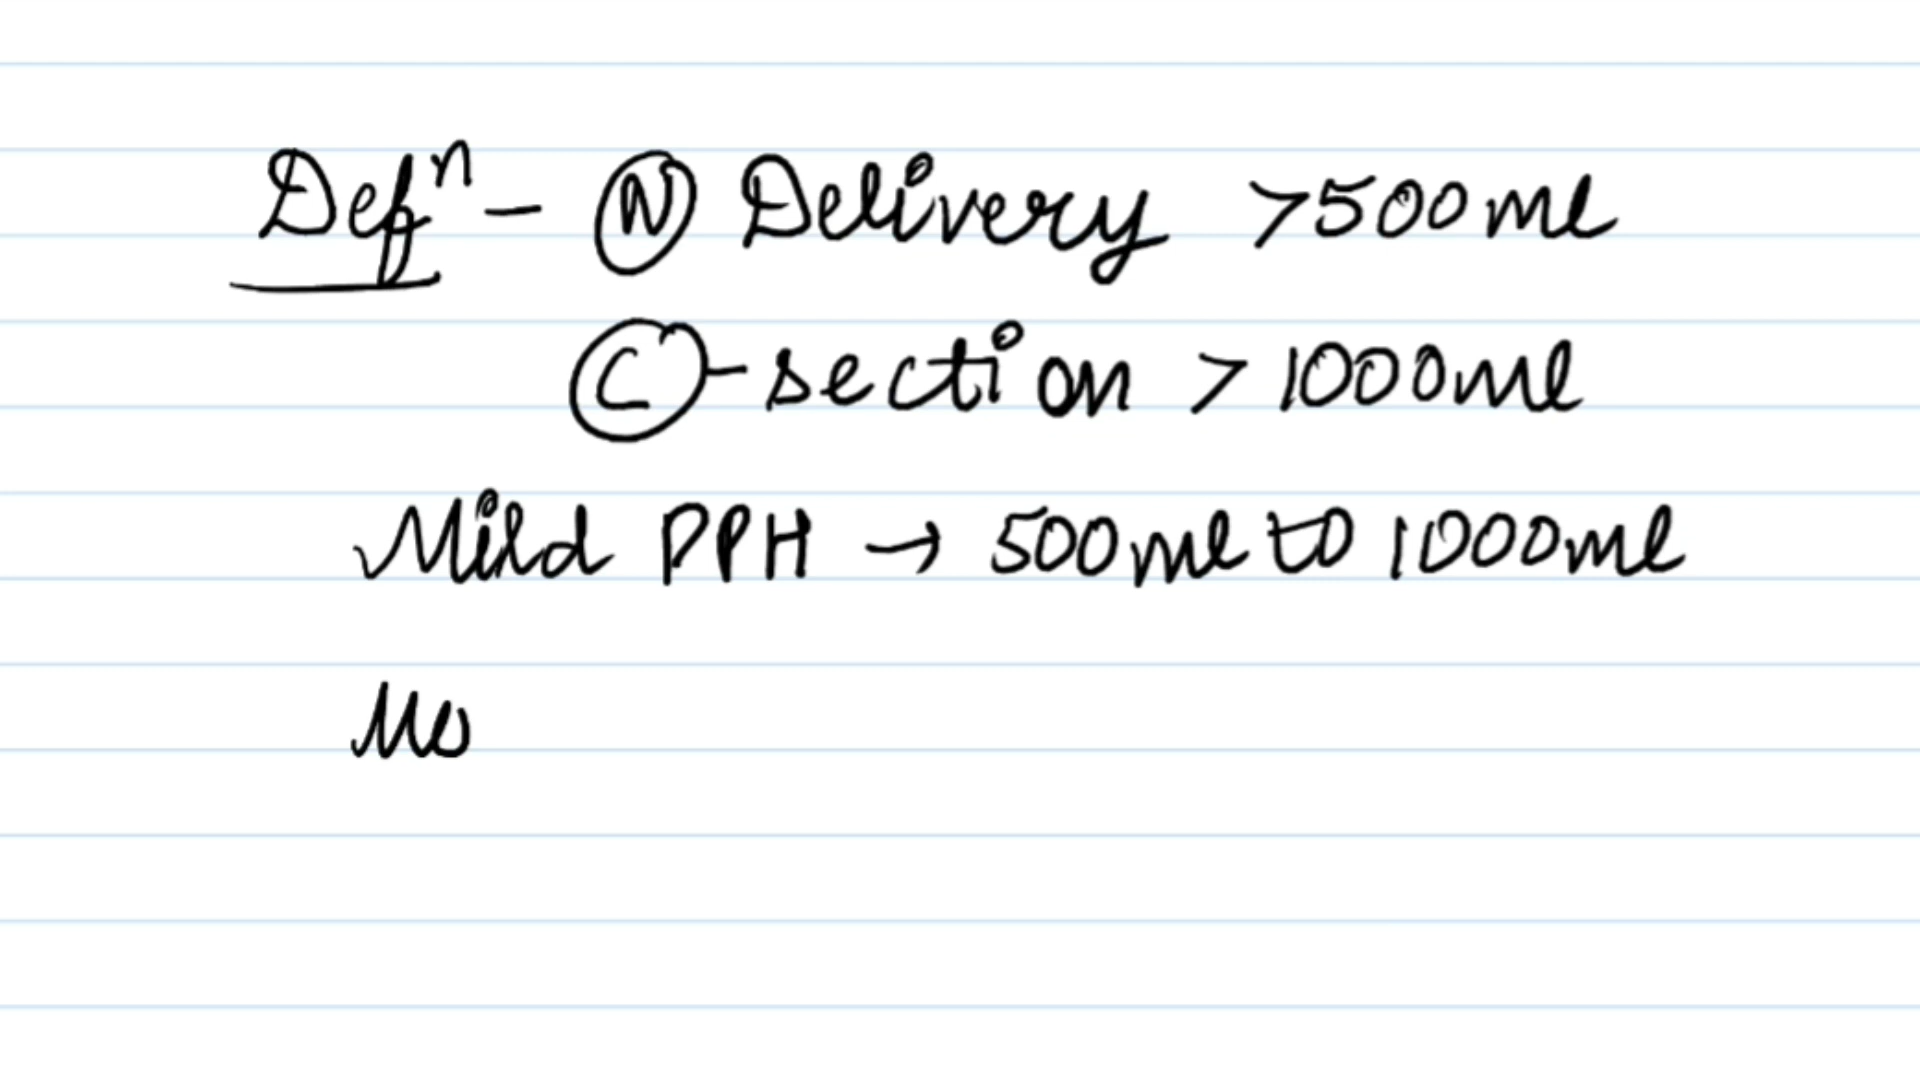 Defⁿ - (N) Delivery >500ml
(C)-section > 1000ml
Mild PPH → 500ml to 1000ml
Mo